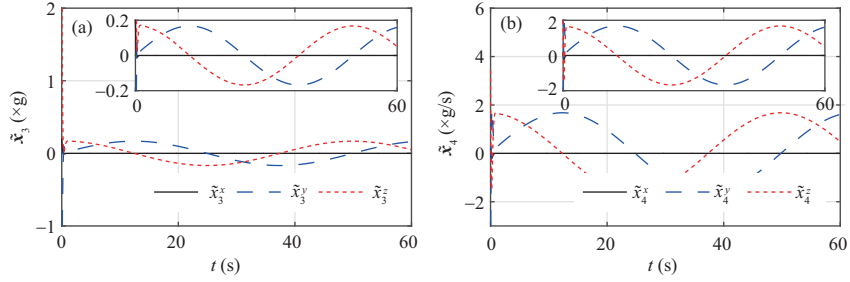 (a)
0.2
0
−0.2
0
60
2
1
0
−1
x̃₃ (×g)
x̃₃ˣ
x̃₃ʸ
x̃₃ᶻ
0
20
40
60
t (s)
(b)
2
0
−2
0
60
6
4
2
0
−2
x̃₄ (×g/s)
x̃₄ˣ
x̃₄ʸ
x̃₄ᶻ
0
20
40
60
t (s)